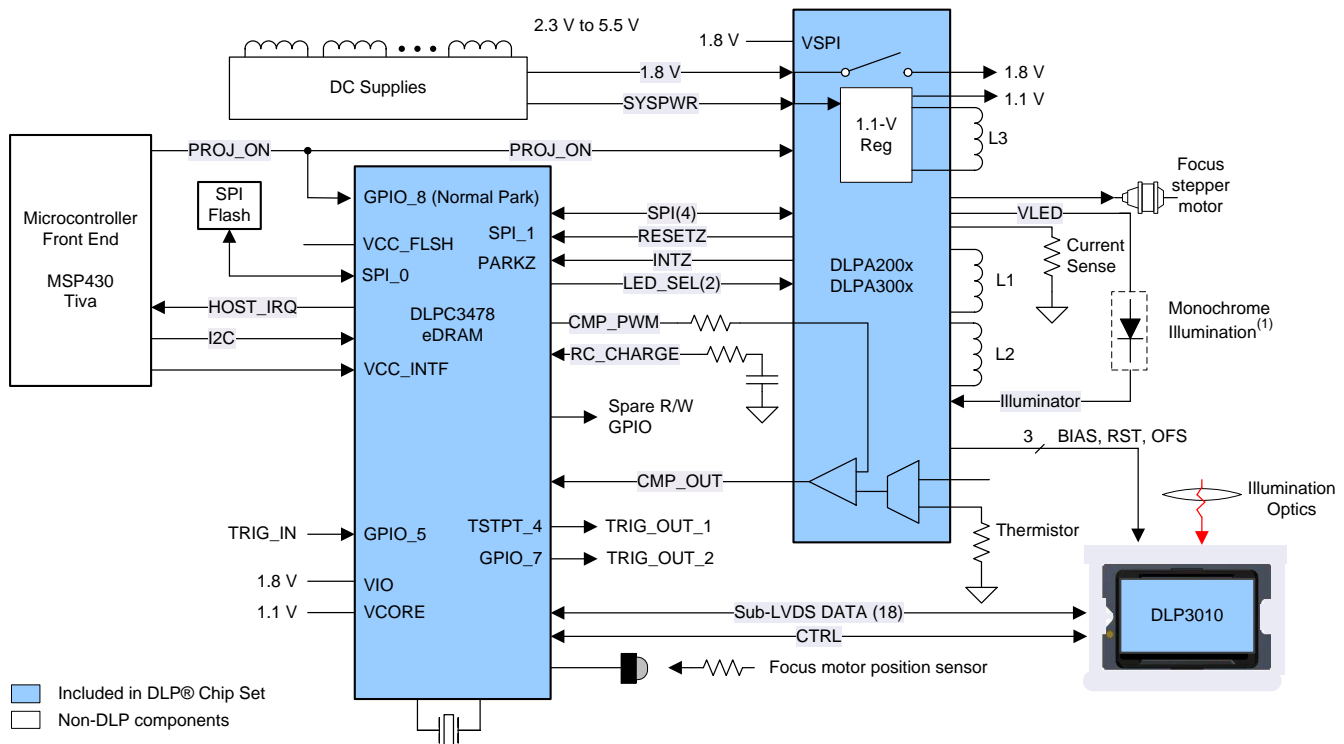 2.3 V to 5.5 V
1.8 V
VSPI
DC Supplies
1.8 V
1.8 V
SYSPWR
1.1 V
1.1-V
Reg
L3
PROJ_ON
PROJ_ON
Focus
stepper
motor
SPI
Flash
GPIO_8 (Normal Park)
Microcontroller
Front End
MSP430
Tiva
SPI(4)
VLED
SPI_1
RESETZ
VCC_FLSH
Current
Sense
PARKZ
INTZ
DLPA200x
DLPA300x
SPI_0
LED_SEL(2)
L1
HOST_IRQ
DLPC3478
eDRAM
CMP_PWM
Monochrome
Illumination(1)
I2C
RC_CHARGE
L2
VCC_INTF
Illuminator
Spare R/W
GPIO
3
BIAS, RST, OFS
CMP_OUT
Illumination
Optics
TRIG_IN
GPIO_5
TSTPT_4
TRIG_OUT_1
Thermistor
GPIO_7
TRIG_OUT_2
1.8 V
VIO
1.1 V
VCORE
Sub-LVDS DATA (18)
DLP3010
CTRL
Focus motor position sensor
Included in DLP® Chip Set
Non-DLP components